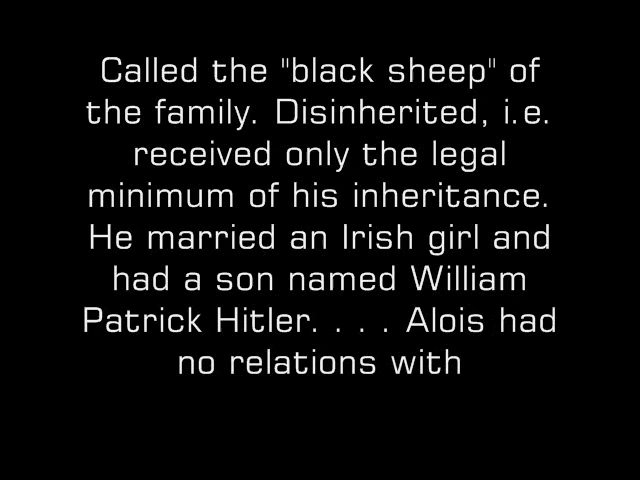 Called the "black sheep" of
the family. Disinherited, i.e.
received only the legal
minimum of his inheritance.
He married an Irish girl and
had a son named William
Patrick Hitler. . . . Alois had
no relations with